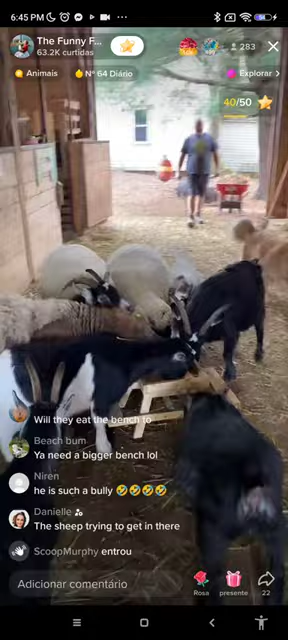 6:45 PM
54
The Funny F...
63.2K curtidas
283
Animais
Nº 64 Diário
Explorar >
40/50
Will they eat the bench to
Beach bum
Ya need a bigger bench lol
Niren
he is such a bully 🤣🤣🤣🤣
Danielle
The sheep trying to get in there
ScoopMurphy entrou
Adicionar comentário
Rosa
presente
22